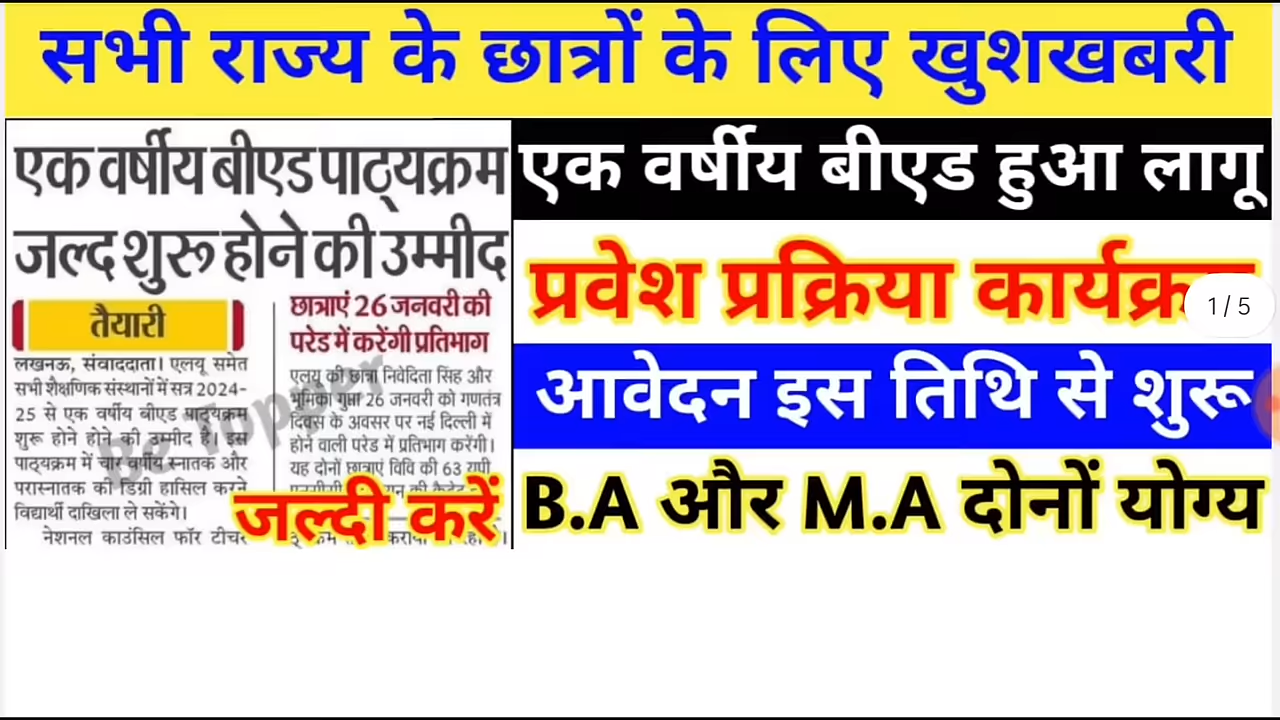 सभी राज्य के छात्रों के लिए खुशखबरी
एक वर्षीय बीएड पाठ्यक्रम
जल्द शुरू होने की उम्मीद
तैयारी
लखनऊ, संवाददाता। एलयू समेत
सभी शैक्षणिक संस्थानों में सत्र 2024-
25 से एक वर्षीय बीएड पाठ्यक्रम
शुरू होने होने की उम्मीद है। इस
पाठ्यक्रम में चार वर्षीय स्नातक और
परास्नातक की डिग्री हासिल करने
विद्यार्थी दाखिला ले सकेंगे।
नेशनल काउंसिल फॉर टीचर
छात्राएं 26 जनवरी की
परेड में करेंगी प्रतिभाग
एलयू की छात्रा निवेदिता सिंह और
भूमिका गुप्ता 26 जनवरी को गणतंत्र
दिवस के अवसर पर नई दिल्ली में
होने वाली परेड में प्रतिभाग करेंगी।
यह दोनों छात्राएं विवि की 63 यूपी
की कैडेट
Be Topper
जल्दी करें
एक वर्षीय बीएड हुआ लागू
प्रवेश प्रक्रिया
1/5
आवेदन इस तिथि से शुरू
B.A और M.A दोनों योग्य